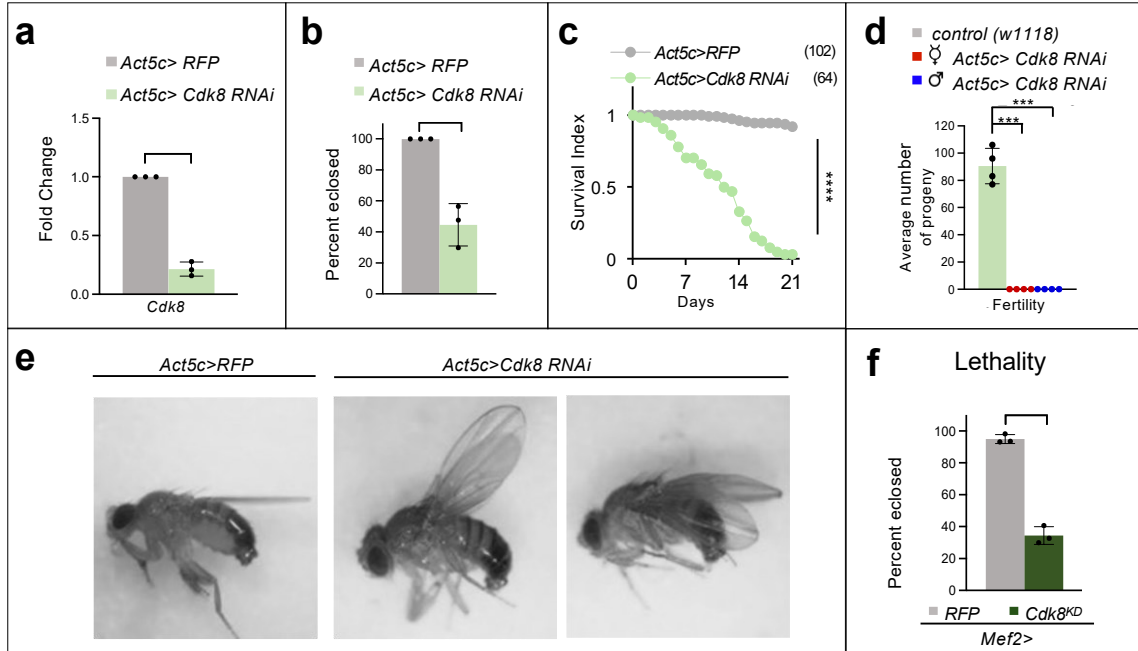 a
Act5c> RFP
Act5c> Cdk8 RNAi
Fold Change
1.5
1.0
0.5
0.0
Cdk8
b
Act5c> RFP
Act5c> Cdk8 RNAi
Percent eclosed
100
80
60
40
20
0
c
Act5c>RFP (102)
Act5c>Cdk8 RNAi (64)
Survival Index
1
0.5
0
0 7 14 21
Days
****
d
control (w1118)
☿ Act5c> Cdk8 RNAi
♂ Act5c> Cdk8 RNAi
***
***
Average number
of progeny
120
100
80
60
40
20
0
Fertility
e
Act5c>RFP
Act5c>Cdk8 RNAi
f
Lethality
Percent eclosed
100
80
60
40
20
0
RFP Cdk8KD
Mef2>